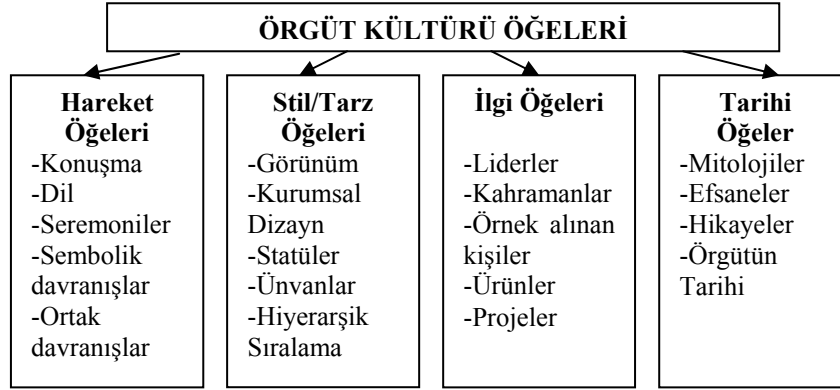 ÖRGÜT KÜLTÜRÜ ÖĞELERİ
Hareket
Öğeleri
-Konuşma
-Dil
-Seremoniler
-Sembolik
davranışlar
-Ortak
davranışlar
Stil/Tarz
Öğeleri
-Görünüm
-Kurumsal
Dizayn
-Statüler
-Ünvanlar
-Hiyerarşik
Sıralama
İlgi Öğeleri
-Liderler
-Kahramanlar
-Örnek alınan
kişiler
-Ürünler
-Projeler
Tarihi
Öğeler
-Mitolojiler
-Efsaneler
-Hikayeler
-Örgütün
Tarihi